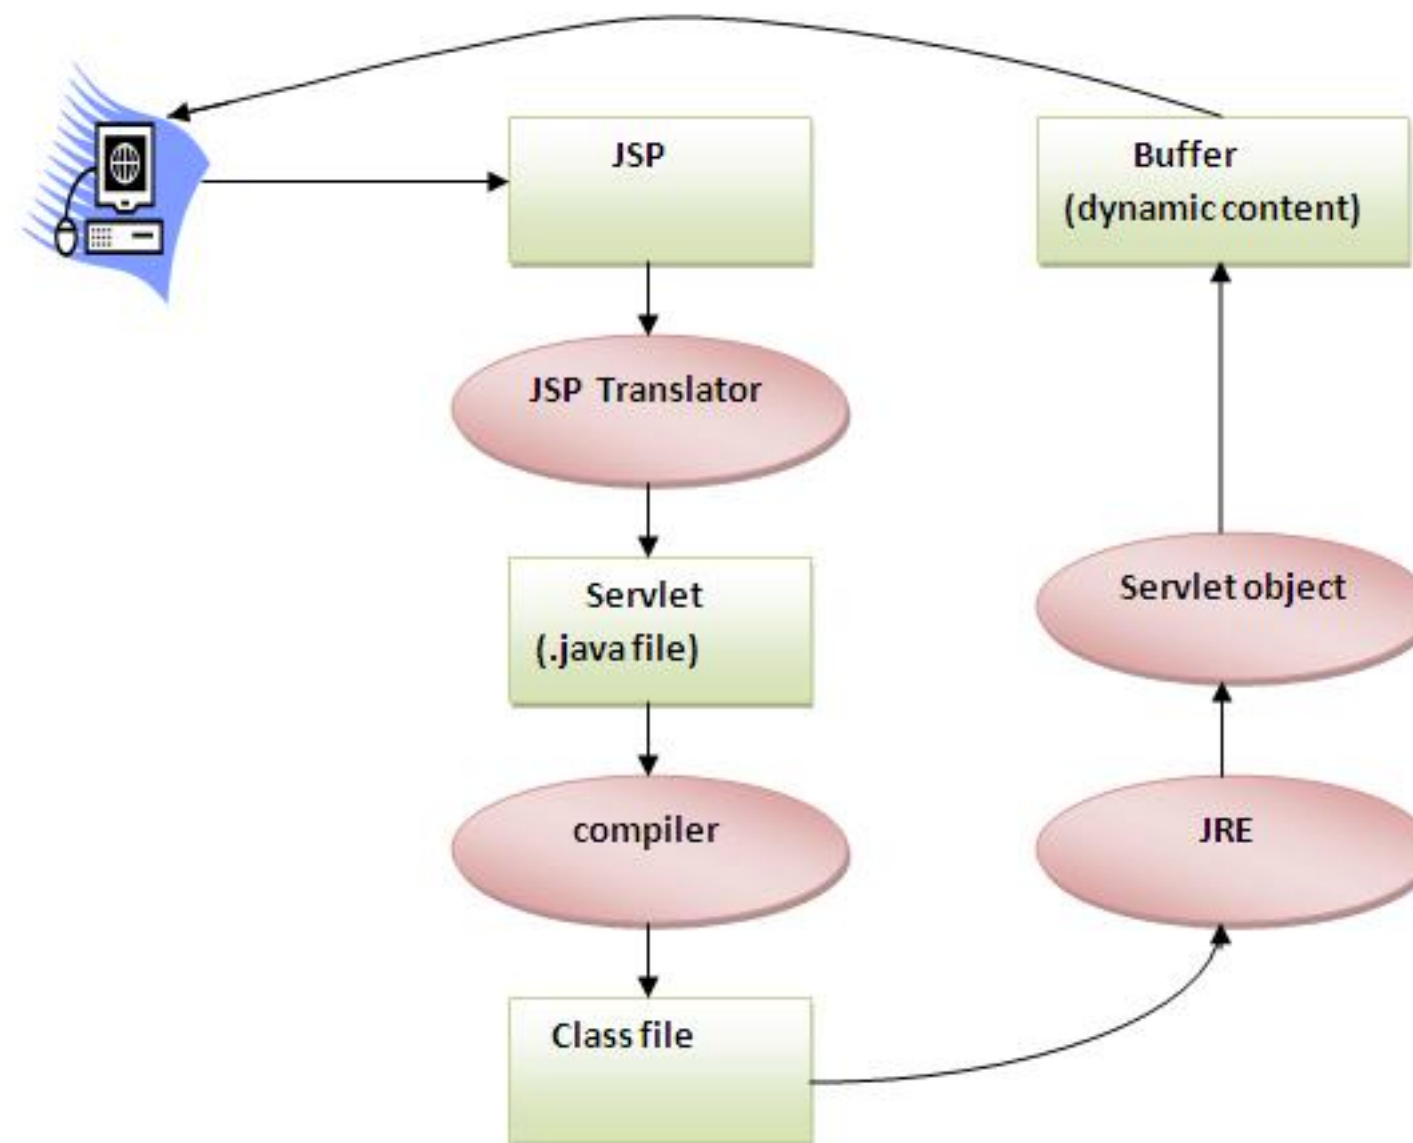 JSP
Buffer
(dynamic content)
JSP Translator
Servlet
(.java file)
Servlet object
compiler
JRE
Class file